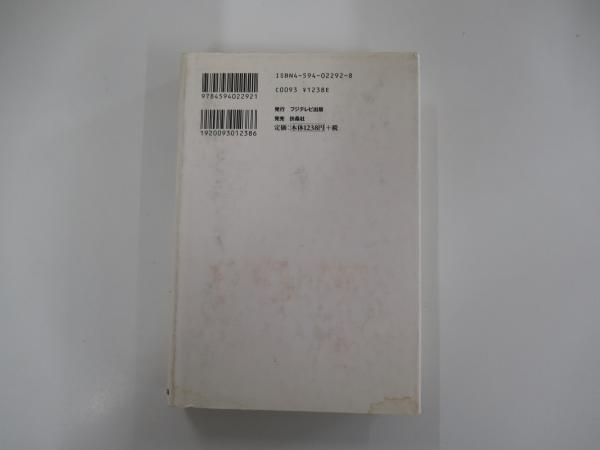 ISBN4-594-02292-8
C0093 ¥1238E
9784594022921
発行 フジテレビ出版
発売 扶桑社
定価:本体1238円+税
1920093012386